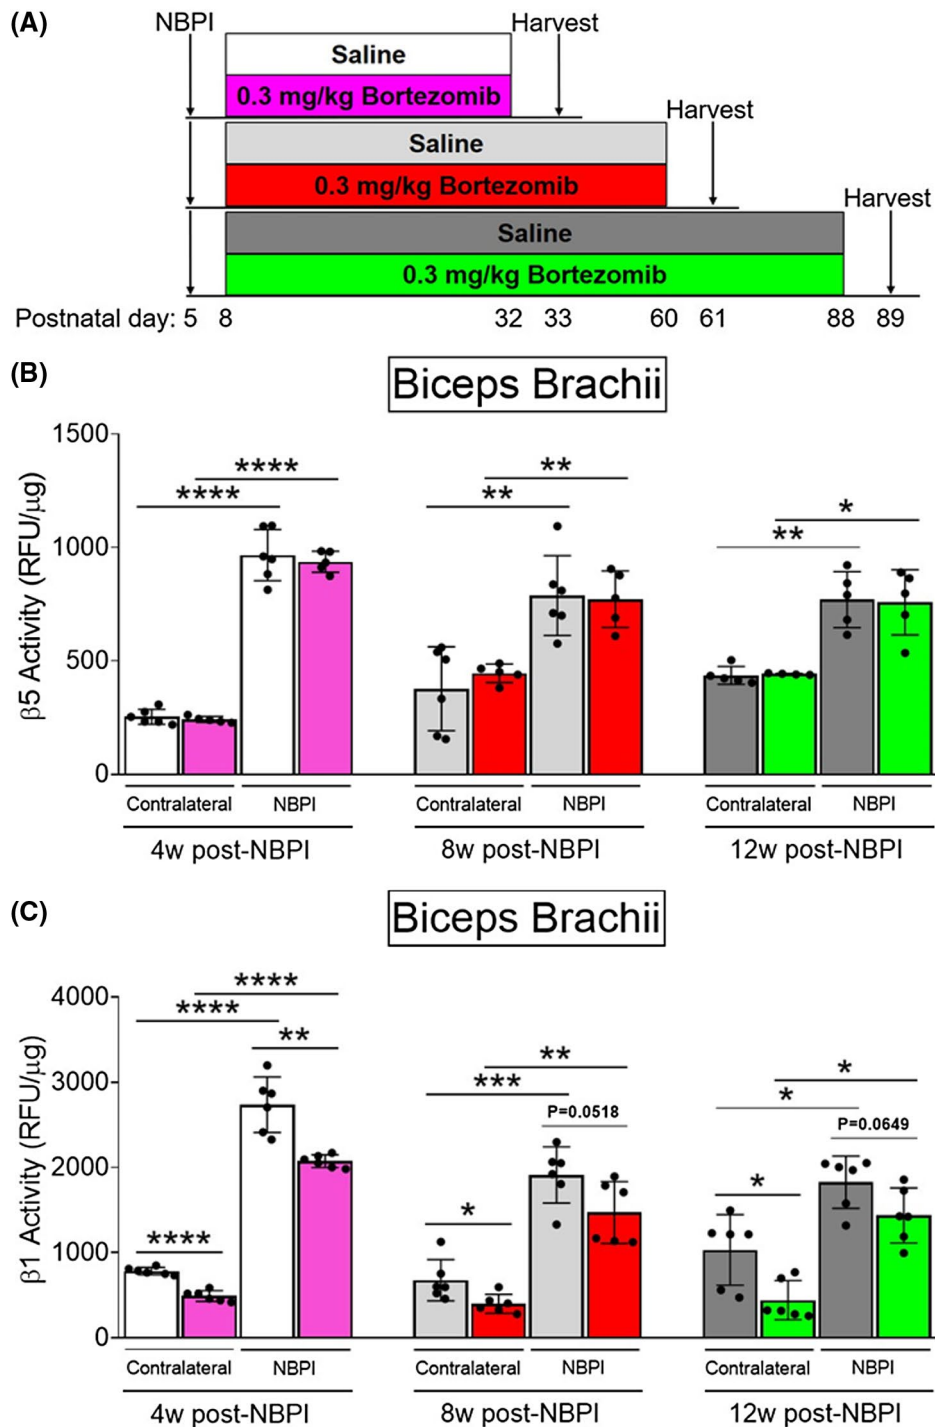 (A)
NBPI Harvest
Saline
0.3 mg/kg Bortezomib
Harvest
Saline
0.3 mg/kg Bortezomib
Harvest
Saline
0.3 mg/kg Bortezomib
Postnatal day: 5 8 32 33 60 61 88 89
(B)
Biceps Brachii
β5 Activity (RFU/μg)
1500
1000
500
0
**** ****
** **
** *
Contralateral NBPI Contralateral NBPI Contralateral NBPI
4w post-NBPI 8w post-NBPI 12w post-NBPI
(C)
Biceps Brachii
β1 Activity (RFU/μg)
4000
3000
2000
1000
0
****
****
**
****
**
***
P=0.0518
*
*
*
P=0.0649
*
Contralateral NBPI Contralateral NBPI Contralateral NBPI
4w post-NBPI 8w post-NBPI 12w post-NBPI